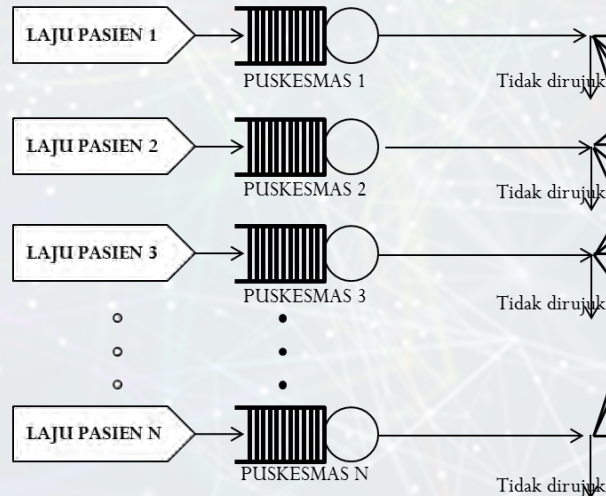 LAJU PASIEN 1
PUSKESMAS 1
Tidak dirujuk
LAJU PASIEN 2
PUSKESMAS 2
Tidak dirujuk
LAJU PASIEN 3
PUSKESMAS 3
Tidak dirujuk
LAJU PASIEN N
PUSKESMAS N
Tidak dirujuk